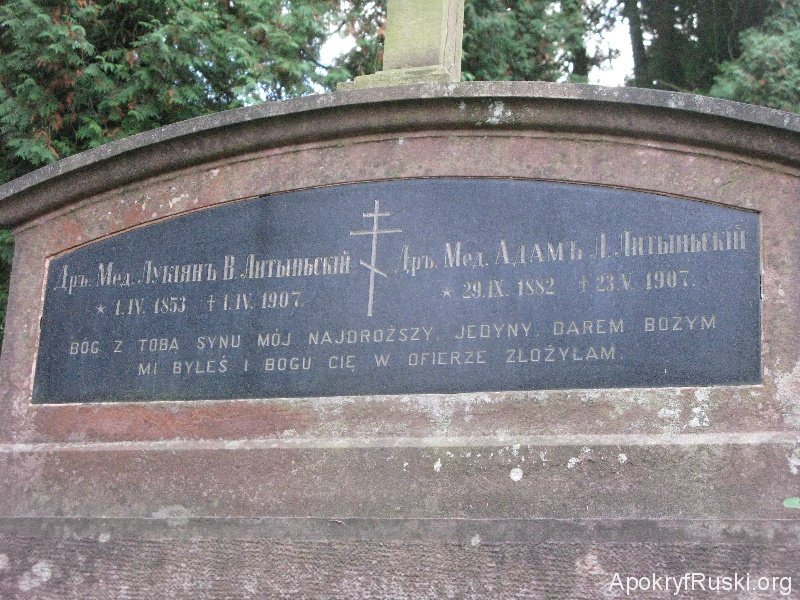 Дръ. Мед. Лукіянъ В. Литыньскій
* 1.IV. 1853 † 1.IV. 1907.
Дръ. Мед. Адамъ Л. Литыньскій
* 29.IX. 1882 † 23.V. 1907.
BÓG Z TOBĄ SYNU MÓJ NAJDROŻSZY, JEDYNY, DAREM BOŻYM
MI BYŁEŚ I BOGU CIĘ W OFIERZE ZŁOŻYŁAM.
ApokryfRuski.org